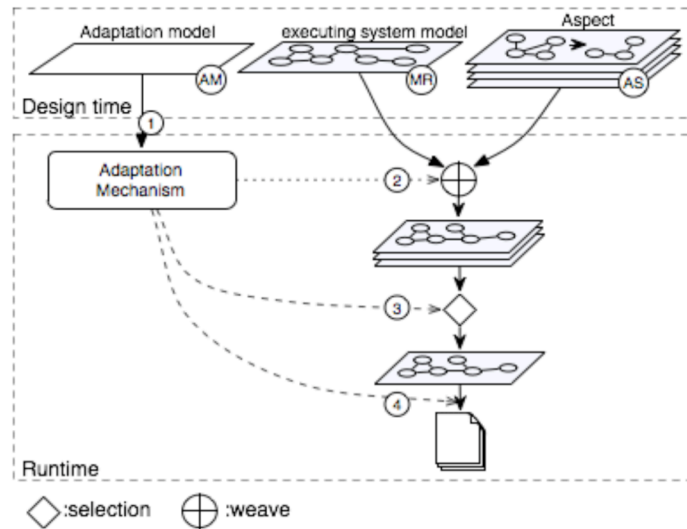 Adaptation model
executing system model
Aspect
AM
MR
AS
Design time
1
Adaptation
Mechanism
2
3
4
Runtime
:selection
:weave